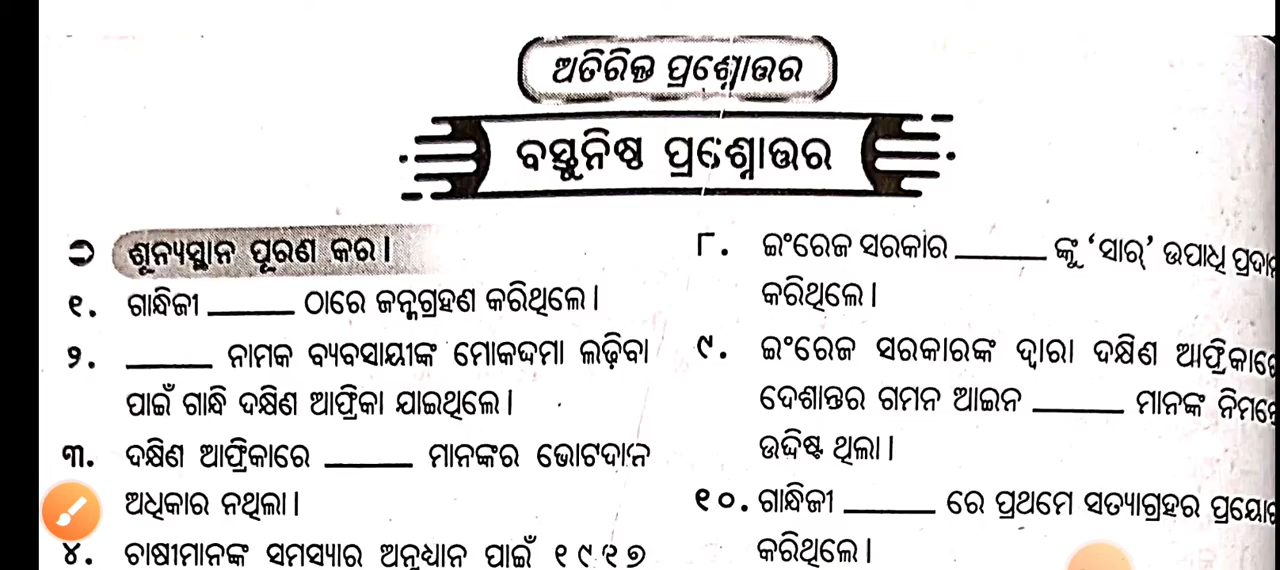 ଅତିରିକ୍ତ ପ୍ରଶ୍ନୋତ୍ତର
ବସ୍ତୁନିଷ୍ଠ ପ୍ରଶ୍ନୋତ୍ତର
➲ ଶୂନ୍ୟସ୍ଥାନ ପୂରଣ କର।
୧. ଗାନ୍ଧିଜୀ ______ ଠାରେ ଜନ୍ମଗ୍ରହଣ କରିଥିଲେ।
୨. ______ ନାମକ ବ୍ୟବସାୟୀଙ୍କ ମୋକଦ୍ଦମା ଲଢ଼ିବା
ପାଇଁ ଗାନ୍ଧି ଦକ୍ଷିଣ ଆଫ୍ରିକା ଯାଇଥିଲେ।
୩. ଦକ୍ଷିଣ ଆଫ୍ରିକାରେ ______ ମାନଙ୍କର ଭୋଟଦାନ
ଅଧିକାର ନଥିଲା।
୪. ଚାଷୀମାନଙ୍କ ସମସ୍ୟାର ଅନୁଧ୍ୟାନ ପାଇଁ ୧୯୧୭
୮. ଇଂରେଜ ସରକାର ______ ଙ୍କୁ ‘ସାର୍’ ଉପାଧି
କରିଥିଲେ।
୯. ଇଂରେଜ ସରକାରଙ୍କ ଦ୍ୱାରା ଦକ୍ଷିଣ ଆଫ୍ରିକାରେ
ଦେଶାନ୍ତର ଗମନ ଆଇନ ______ ମାନଙ୍କ
ଉଦ୍ଦିଷ୍ଟ ଥିଲା।
୧୦. ଗାନ୍ଧିଜୀ ______ ରେ ପ୍ରଥମେ ସତ୍ୟାଗ୍ରହର
କରିଥିଲେ।